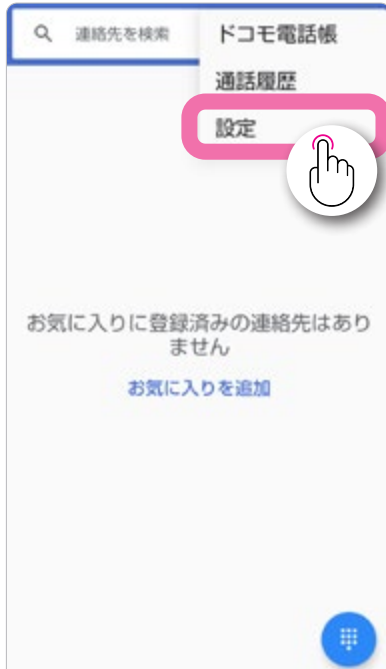 連絡先を検索
ドコモ電話帳
通話履歴
設定
お気に入りに登録済みの連絡先はあり
ません
お気に入りを追加